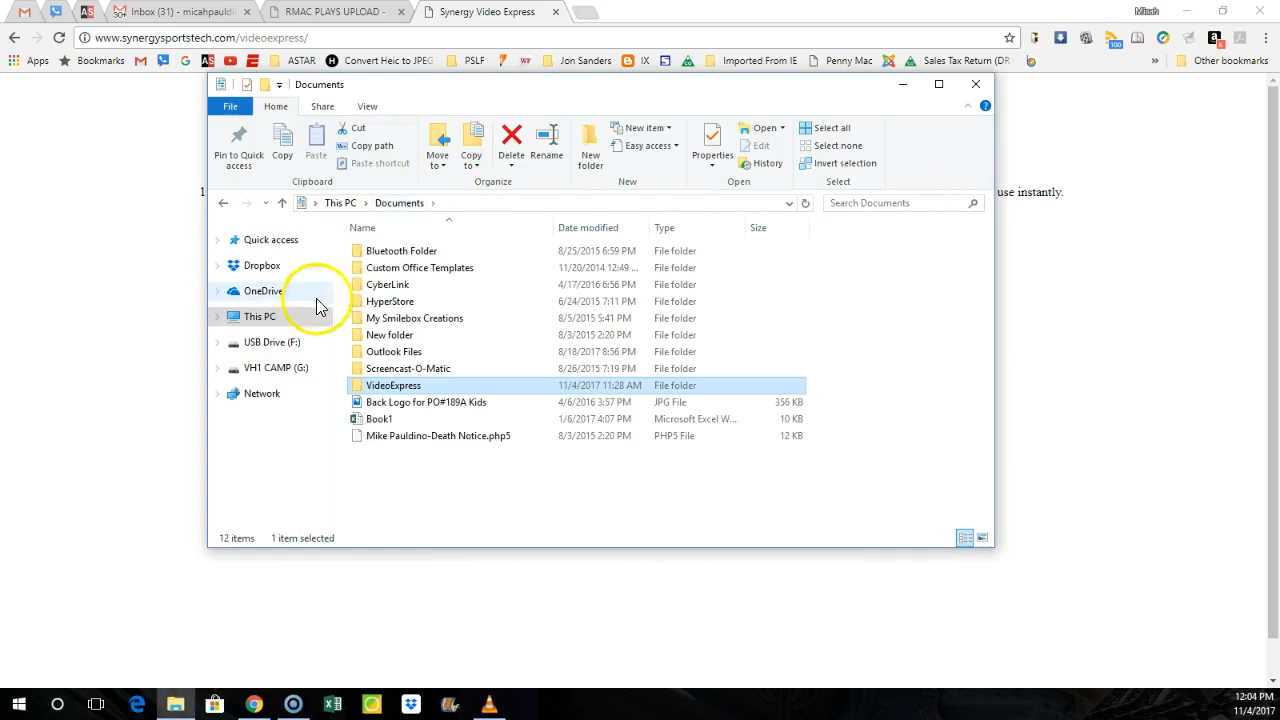 30+
AS
Inbox (31) - micahpauldin
RMAC PLAYS UPLOAD -
Synergy Video Express
Micah
www.synergysportstech.com/videoexpress/
100
6
Apps
Bookmarks
AS
ASTAR
Convert Heic to JPEG
PSLF
WF
Jon Sanders
IX
Penny Mac
Imported From IE
Sales Tax Return (DR
»
Other bookmarks
Documents
File
Home
Share
View
Pin to Quick access
Copy
Paste
Cut
Copy path
Paste shortcut
Clipboard
Move to
Copy to
Delete
Rename
Organize
New folder
New item
Easy access
New
Properties
Open
Edit
History
Open
Select all
Select none
Invert selection
Select
This PC > Documents >
Search Documents
1
use instantly.
Name Date modified Type Size
Quick access
Dropbox
OneDrive
This PC
USB Drive (F:)
VH1 CAMP (G:)
Network
Bluetooth Folder 8/25/2015 6:59 PM File folder
Custom Office Templates 11/20/2014 12:49 ... File folder
CyberLink 4/17/2016 6:56 PM File folder
HyperStore 6/24/2015 7:11 PM File folder
My Smilebox Creations 8/5/2015 5:41 PM File folder
New folder 8/3/2015 2:20 PM File folder
Outlook Files 8/18/2017 8:56 PM File folder
Screencast-O-Matic 8/26/2015 7:19 PM File folder
VideoExpress 11/4/2017 11:28 AM File folder
Back Logo for PO#189A Kids 4/6/2016 3:57 PM JPG File 356 KB
Book1 1/6/2017 4:07 PM Microsoft Excel W... 10 KB
Mike Pauldino-Death Notice.php5 8/3/2015 2:20 PM PHP5 File 12 KB
12 items 1 item selected
12:04 PM
11/4/2017